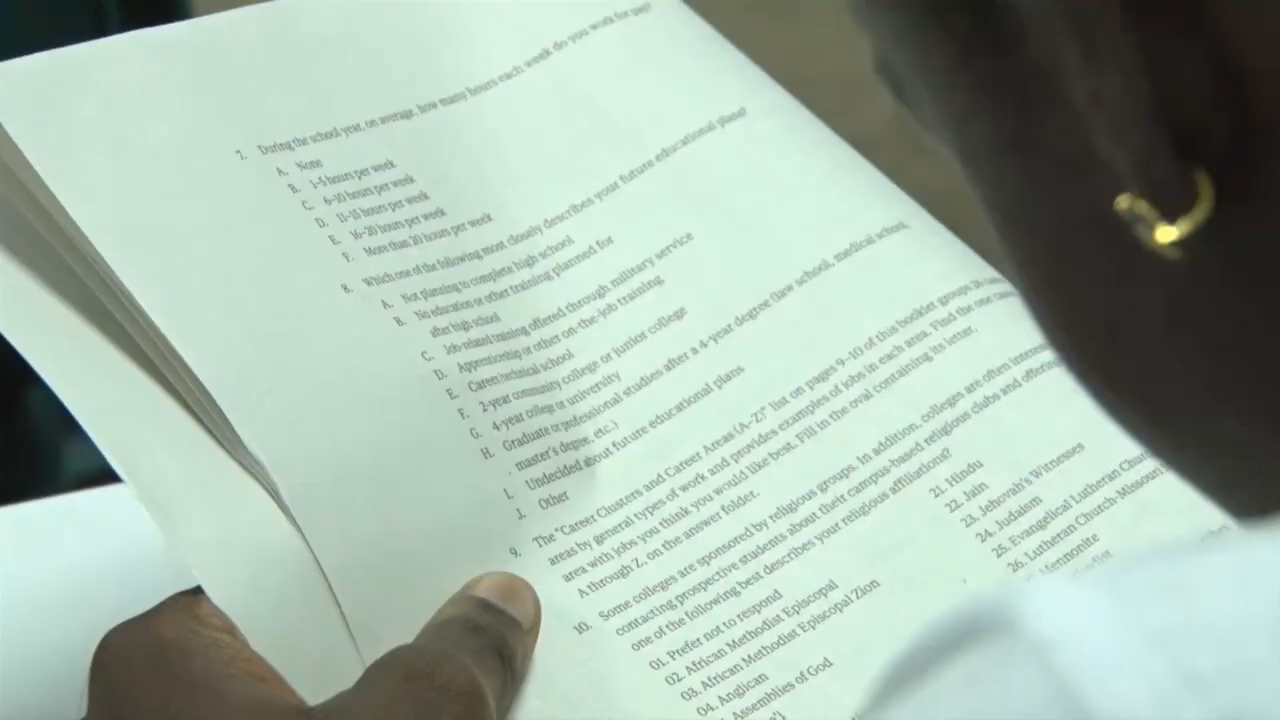 7. During the school year, on average, how many hours each week do you work for pay?
A. None
B. 1-5 hours per week
C. 6-10 hours per week
D. 11-15 hours per week
E. 16-20 hours per week
F. More than 20 hours per week
8. Which one of the following most closely describes your future educational plans?
A. Not planning to complete high school
B. No education or other training planned for
after high school
C. Job-related training offered through military service
D. Apprenticeship or other on-the-job training
E. Career technical school
F. 2-year community college or junior college
G. 4-year college or university
H. Graduate or professional studies after a 4-year degree (law school, medical school,
master's degree, etc.)
I. Undecided about future educational plans
J. Other
9. The "Career Clusters and Career Areas (A–Z)" list on pages 9–10 of this booklet groups
areas by general types of work and provides examples of jobs in each area. Find the one
area with jobs you think you would like best. Fill in the oval containing its letter,
A through Z, on the answer folder.
10. Some colleges are sponsored by religious groups. In addition, colleges are often
contacting prospective students about their campus-based religious clubs and
one of the following best describes your religious affiliations?
01. Prefer not to respond
02. African Methodist Episcopal
03. African Methodist Episcopal Zion
04. Anglican
Assemblies of God
21. Hindu
22. Jain
23. Jehovah's Witnesses
24. Judaism
25. Evangelical Lutheran
26. Lutheran Church-Missouri
Mennonite